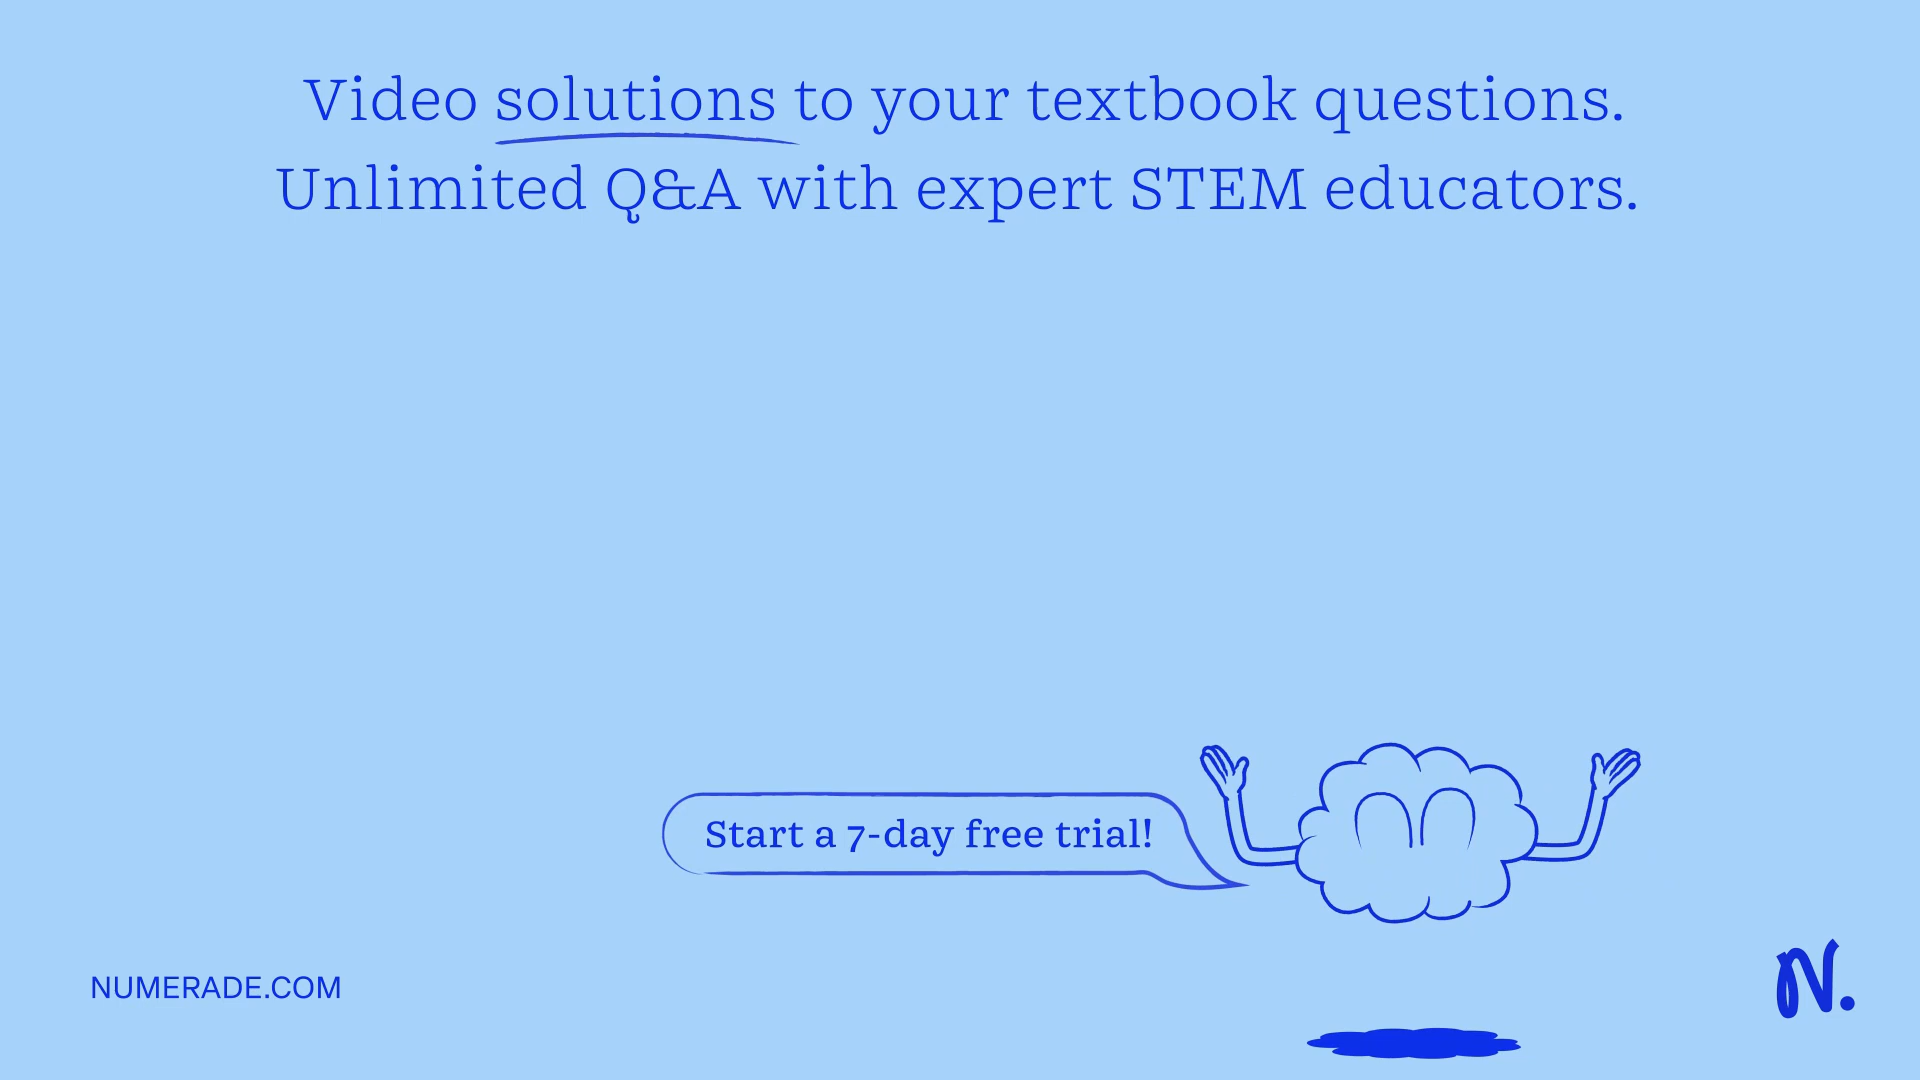 Video solutions to your textbook questions.
Unlimited Q&A with expert STEM educators.
Start a 7-day free trial!
NUMERADE.COM
N.